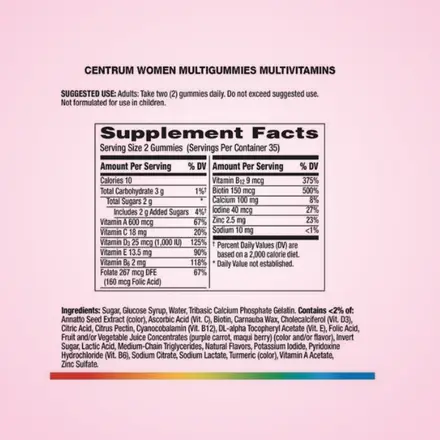 CENTRUM WOMEN MULTIGUMMIES MULTIVITAMINS
SUGGESTED USE: Adults: Take two (2) gummies daily. Do not exceed suggested use.
Not formulated for use in children.
Supplement Facts
Serving Size 2 Gummies (Servings Per Container 35)
Amount Per Serving % DV
Calories 10
Total Carbohydrate 3 g 1%†
Total Sugars 2 g *
Includes 2 g Added Sugars 4%†
Vitamin A 600 mcg 67%
Vitamin C 18 mg 20%
Vitamin D3 25 mcg (1,000 IU) 125%
Vitamin E 13.5 mg 90%
Vitamin B6 2 mg 118%
Folate 267 mcg DFE 67%
(160 mcg Folic Acid)
Amount Per Serving % DV
Vitamin B12 9 mcg 375%
Biotin 150 mcg 500%
Calcium 100 mg 8%
Iodine 40 mcg 27%
Zinc 2.5 mg 23%
Sodium 10 mg <1%
† Percent Daily Values (DV) are
based on a 2,000 calorie diet.
* Daily Value not established.
Ingredients: Sugar, Glucose Syrup, Water, Tribasic Calcium Phosphate Gelatin. Contains <2% of:
Annatto Seed Extract (color), Ascorbic Acid (Vit. C), Biotin, Carnauba Wax, Cholecalciferol (Vit. D3),
Citric Acid, Citrus Pectin, Cyanocobalamin (Vit. B12), DL-alpha Tocopheryl Acetate (Vit. E), Folic Acid,
Fruit and/or Vegetable Juice Concentrates (purple carrot, maqui berry) (color and/or flavor), Invert
Sugar, Lactic Acid, Medium-Chain Triglycerides, Natural Flavors, Potassium Iodide, Pyridoxine
Hydrochloride (Vit. B6), Sodium Citrate, Sodium Lactate, Turmeric (color), Vitamin A Acetate,
Zinc Sulfate.